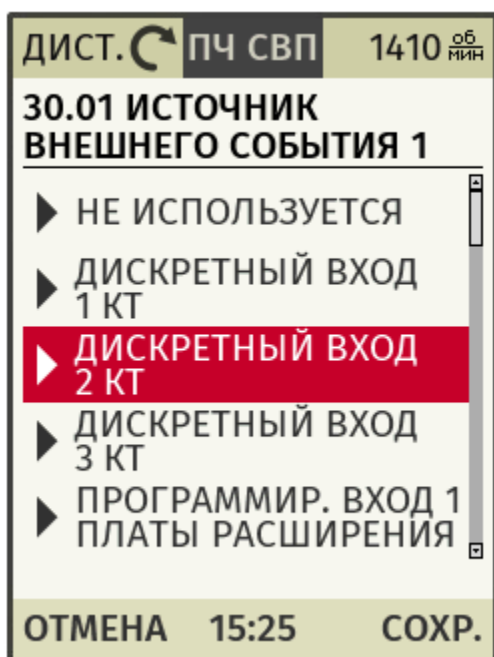 ДИСТ. ПЧ СВП 1410 об/мин
30.01 ИСТОЧНИК
ВНЕШНЕГО СОБЫТИЯ 1
НЕ ИСПОЛЬЗУЕТСЯ
ДИСКРЕТНЫЙ ВХОД
1 КТ
ДИСКРЕТНЫЙ ВХОД
2 КТ
ДИСКРЕТНЫЙ ВХОД
3 КТ
ПРОГРАММИР. ВХОД 1
ПЛАТЫ РАСШИРЕНИЯ
ОТМЕНА 15:25 СОХР.